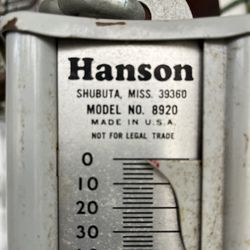 Hanson
SHUBUTA, MISS. 39360
MODEL NO. 8920
MADE IN U.S.A.
NOT FOR LEGAL TRADE
0
10
20
30